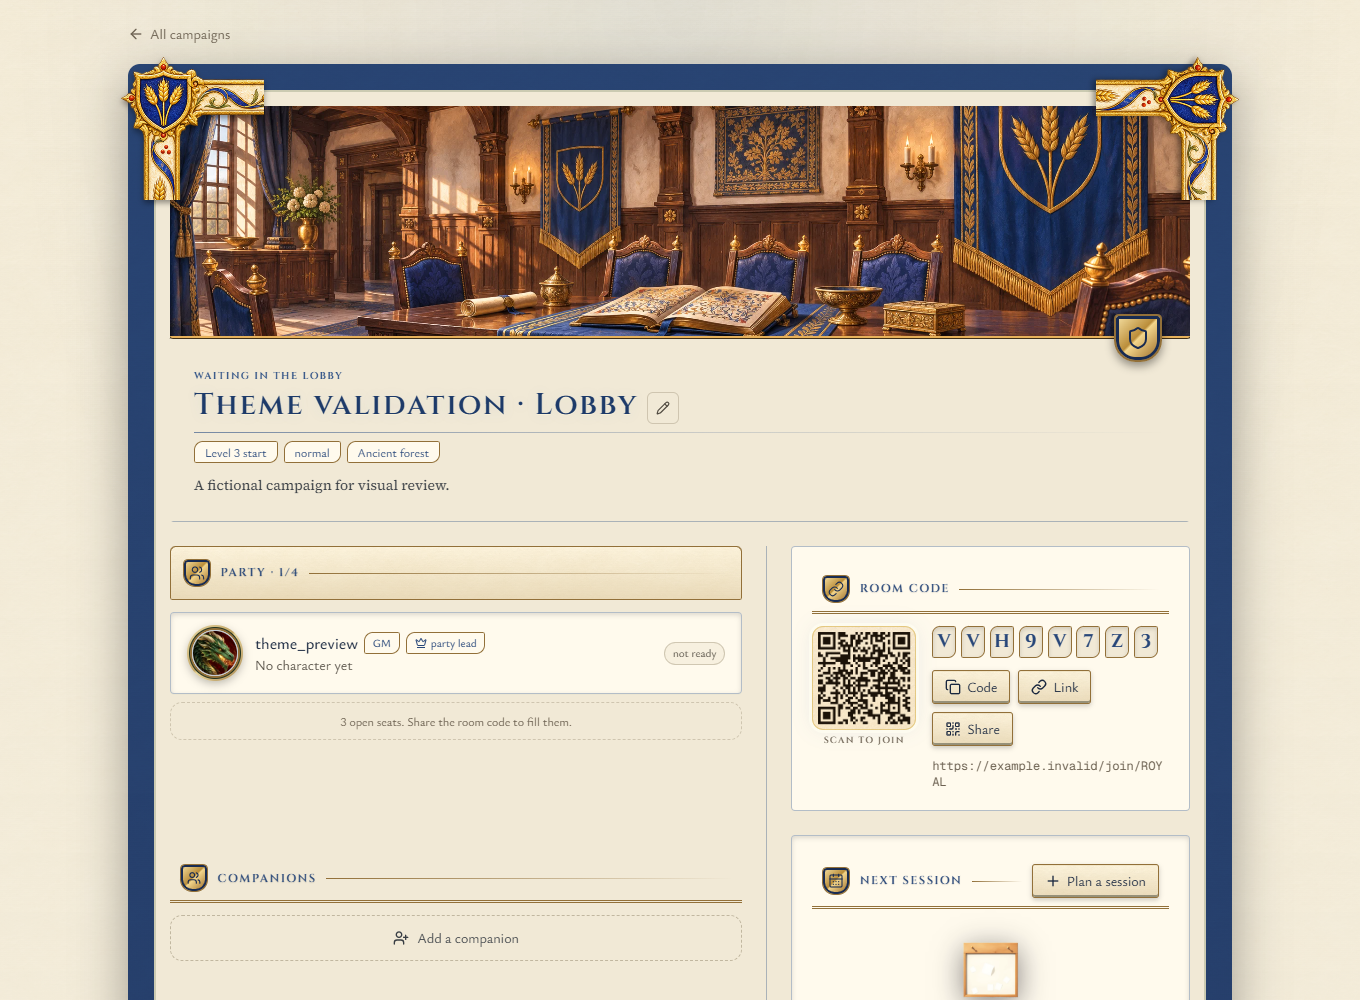 All campaigns
WAITING IN THE LOBBY
THEME VALIDATION · LOBBY
Level 3 start normal Ancient forest
A fictional campaign for visual review.
PARTY · 1/4
theme_preview GM party lead
No character yet
not ready
3 open seats. Share the room code to fill them.
COMPANIONS
Add a companion
ROOM CODE
V V H 9 V 7 Z 3
Code Link
Share
SCAN TO JOIN
https://example.invalid/join/ROY
AL
NEXT SESSION
Plan a session